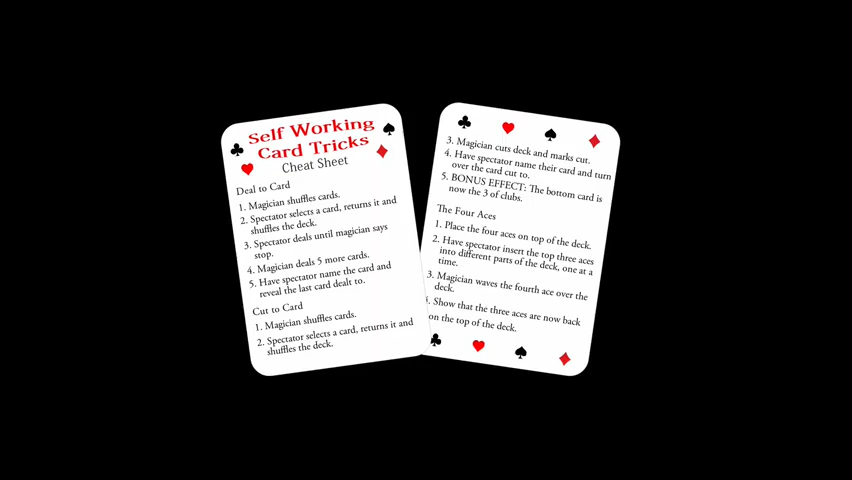 Self Working
Card Tricks
Cheat Sheet
Deal to Card
1. Magician shuffles cards.
2. Spectator selects a card, returns it and
shuffles the deck.
3. Spectator deals until magician says
stop.
4. Magician deals 5 more cards.
5. Have spectator name the card and
reveal the last card dealt to.
Cut to Card
1. Magician shuffles cards.
2. Spectator selects a card, returns it and
shuffles the deck.
3. Magician cuts deck and marks cut.
4. Have spectator name their card and turn
over the card cut to.
5. BONUS EFFECT: The bottom card is
now the 3 of clubs.
The Four Aces
1. Place the four aces on top of the deck.
2. Have spectator insert the top three aces
into different parts of the deck, one at a
time.
3. Magician waves the fourth ace over the
deck.
. Show that the three aces are now back
on the top of the deck.